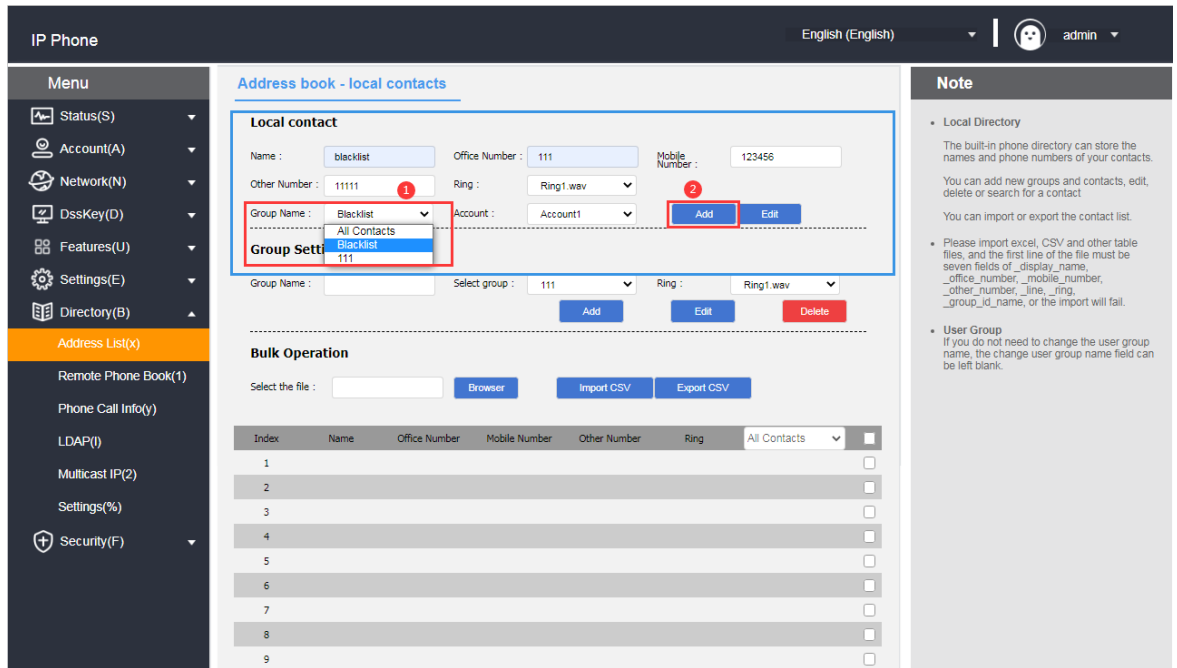 IP Phone
English (English)
admin
Menu
Status(S)
Account(A)
Network(N)
DssKey(D)
Features(U)
Settings(E)
Directory(B)
Address List(x)
Remote Phone Book(1)
Phone Call Info(y)
LDAP(I)
Multicast IP(2)
Settings(%)
Security(F)
Address book - local contacts
Local contact
Name : blacklist Office Number : 111 Mobile Number : 123456
Other Number : 11111 Ring : Ring1.wav
1 2
Group Name : Blacklist Account : Account1 Add Edit
All Contacts
Blacklist
111
Group Setti
Group Name : Select group : 111 Ring : Ring1.wav
Add Edit Delete
Bulk Operation
Select the file : Browser Import CSV Export CSV
Index Name Office Number Mobile Number Other Number Ring All Contacts
1
2
3
4
5
6
7
8
9
Note
Local Directory
The built-in phone directory can store the
names and phone numbers of your contacts.
You can add new groups and contacts, edit,
delete or search for a contact
You can import or export the contact list.
Please import excel, CSV and other table
files, and the first line of the file must be
seven fields of _display_name,
_office_number, _mobile_number,
_other_number, _line, _ring,
_group_id_name, or the import will fail.
User Group
If you do not need to change the user group
name, the change user group name field can
be left blank.